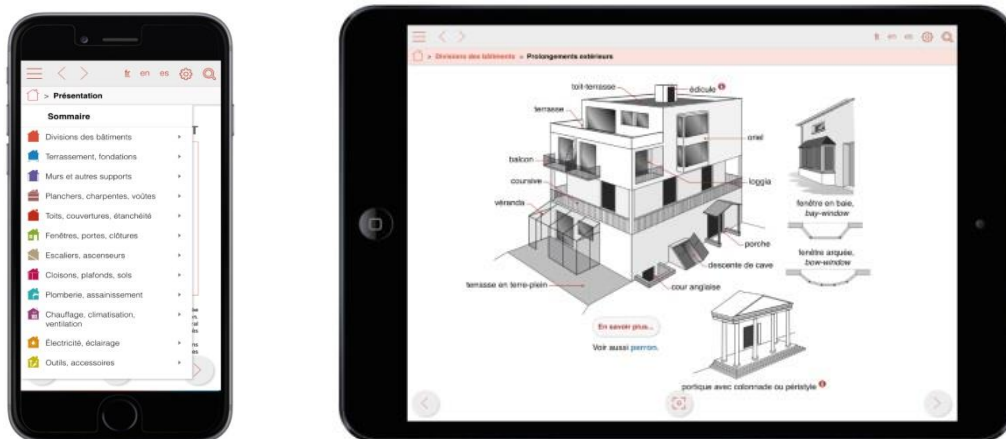 fr en es
> Présentation
Sommaire
Divisions des bâtiments
Terrassement, fondations
Murs et autres supports
Planchers, charpentes, voûtes
Toits, couvertures, étanchéité
Fenêtres, portes, clôtures
Escaliers, ascenseurs
Cloisons, plafonds, sols
Plomberie, assainissement
Chauffage, climatisation,
ventilation
Électricité, éclairage
Outils, accessoires
fr en es
> Divisions des bâtiments > Prolongements extérieurs
toit-terrasse
édicule
terrasse
oriel
balcon
coursive
loggia
véranda
fenêtre en baie,
bay-window
porche
fenêtre arquée,
bow-window
descente de cave
terrasse en terre-plein
cour anglaise
En savoir plus...
Voir aussi perron.
portique avec colonnade ou péristyle